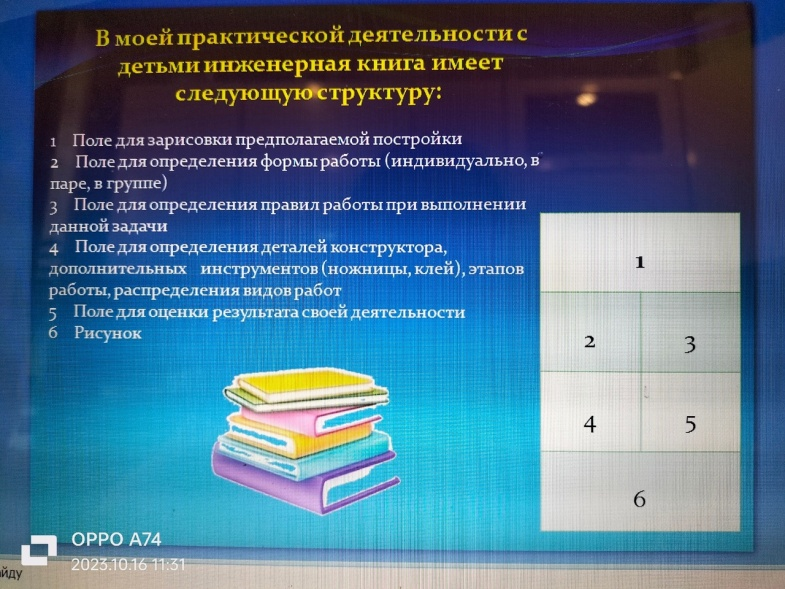 В моей практической деятельности с
детьми инженерная книга имеет
следующую структуру:
1 Поле для зарисовки предполагаемой постройки
2 Поле для определения формы работы (индивидуально, в
паре, в группе)
3 Поле для определения правил работы при выполнении
данной задачи
4 Поле для определения деталей конструктора,
дополнительных инструментов (ножницы, клей), этапов
работы, распределения видов работ
5 Поле для оценки результата своей деятельности
6 Рисунок
1
2 3
4 5
6
OPPO A74
2023.10.16 11:31
йду